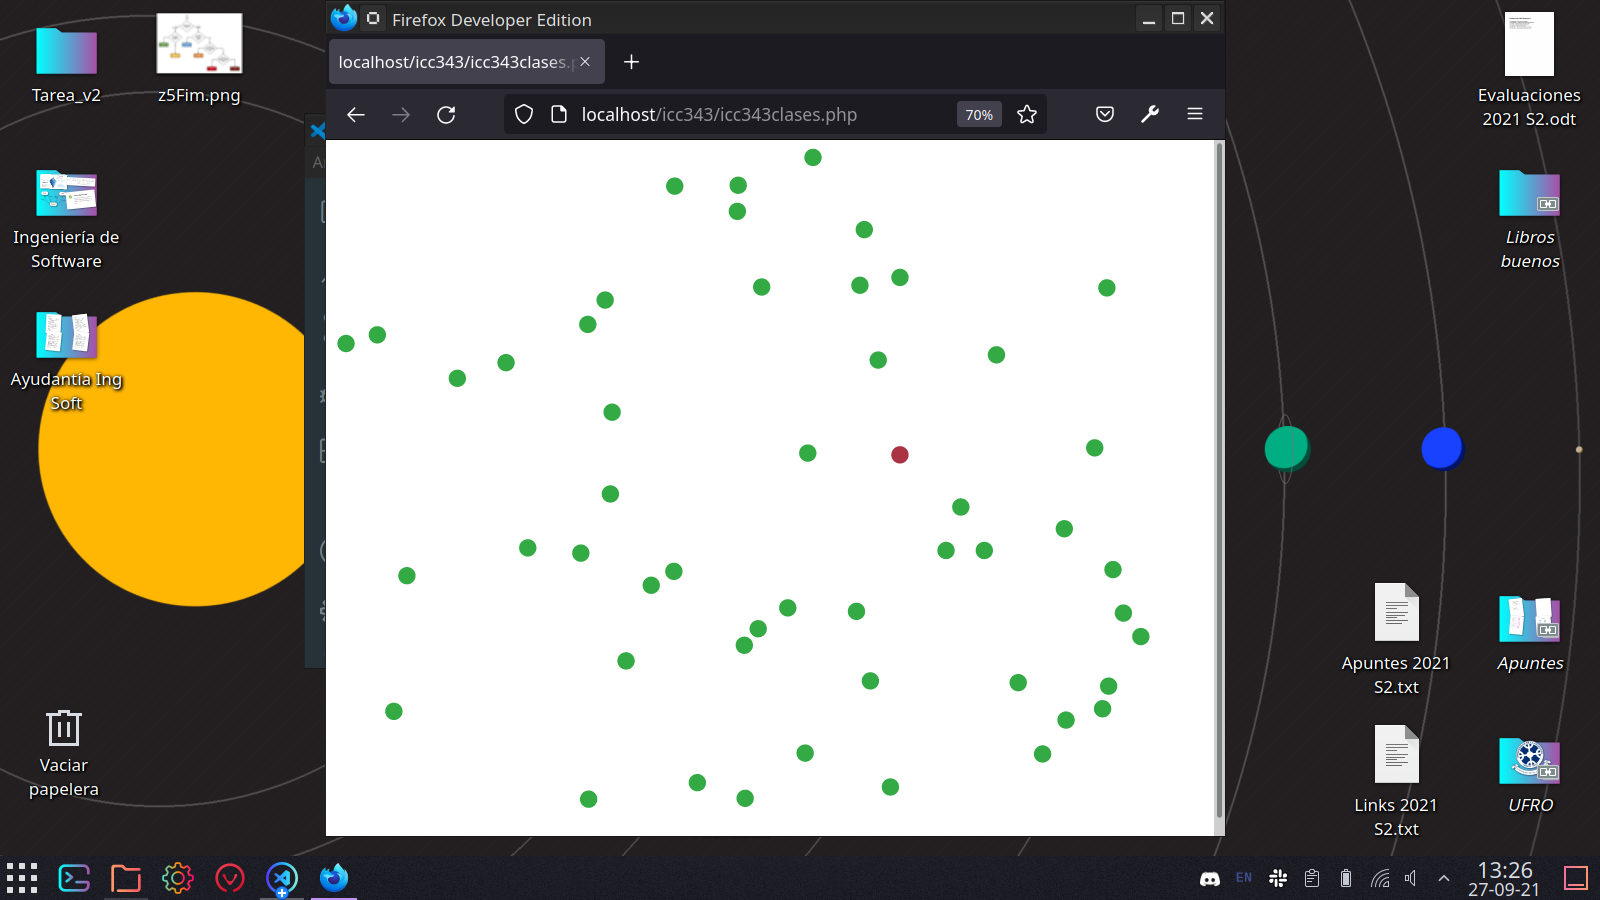 Firefox Developer Edition
localhost/icc343/icc343clases.p
localhost/icc343/icc343clases.php
70%
Tarea_v2
z5Fim.png
Ingeniería de
Software
Ayudantía Ing
Soft
Vaciar
papelera
Evaluaciones
2021 S2.odt
Libros
buenos
Apuntes 2021
S2.txt
Apuntes
Links 2021
S2.txt
UFRO
EN
13:26
27-09-21